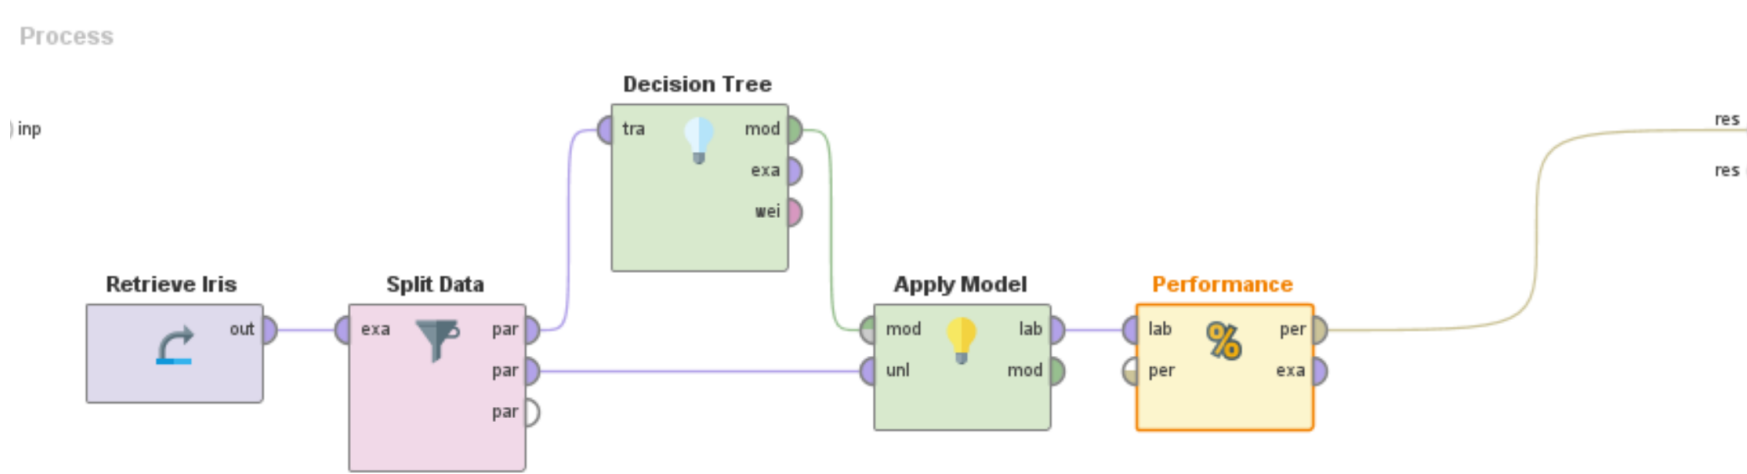 Process
inp
Retrieve Iris
out
Split Data
exa
par
par
par
Decision Tree
tra
mod
exa
wei
Apply Model
mod
unl
lab
mod
Performance
%
lab
per
per
exa
res
res